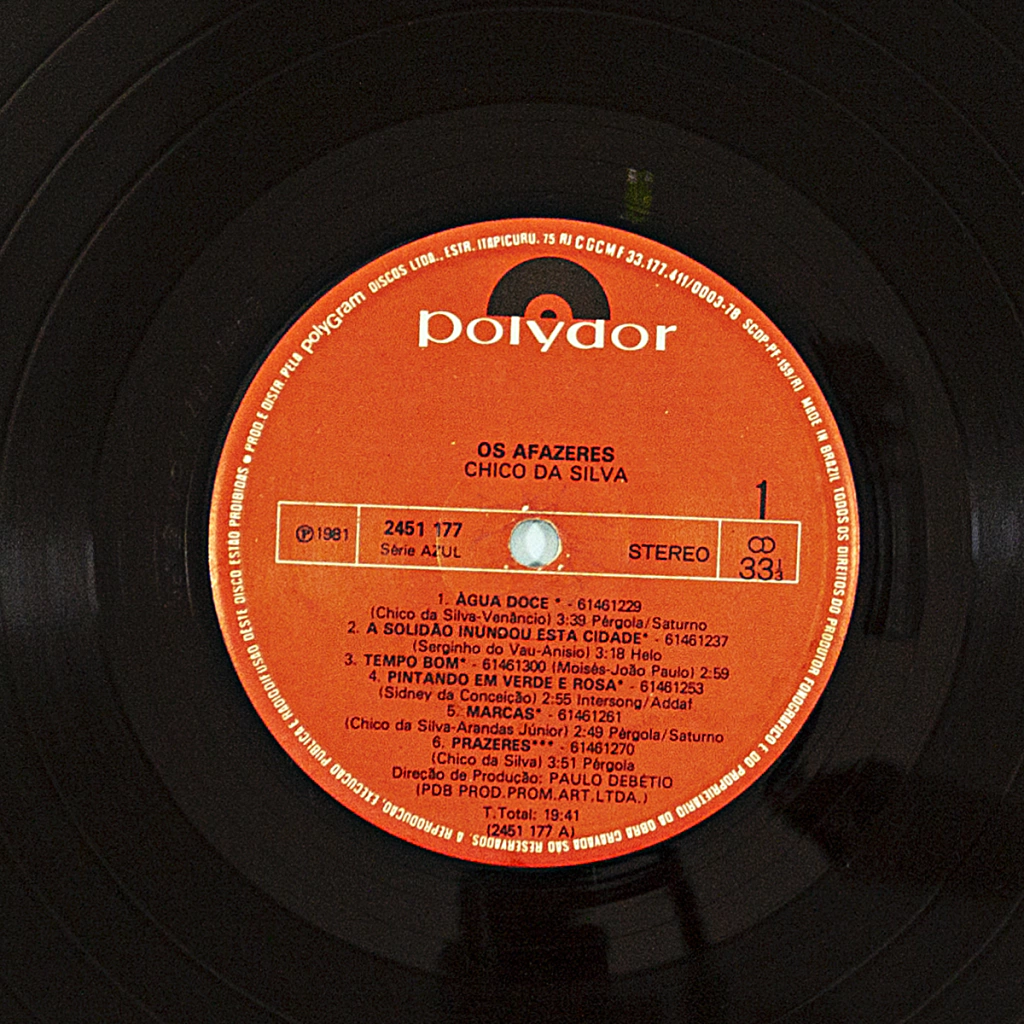 ● PROD. E DISTR. PELA polyGram DISCOS LTDA., ESTR. ITAPICURU, 75 RJ C G C M F 33.177.411/0003-78 SCDP-PF-159/RJ MADE IN BRAZIL TODOS OS DIREITOS DO PRODUTOR FONOGRÁFICO E DO PROPRIETÁRIO DA OBRA GRAVADA SÃO RESERVADOS. A REPRODUÇÃO, EXECUÇÃO PÚBLICA E RADIODIFUSÃO DESTE DISCO ESTÃO PROIBIDAS
polydor
OS AFAZERES
CHICO DA SILVA
1
Ⓟ 1981
2451 177
Série AZUL
STEREO
33⅓
1. ÁGUA DOCE * - 61461229
(Chico da Silva-Venâncio) 3:39 Pérgola/Saturno
2. A SOLIDÃO INUNDOU ESTA CIDADE* - 61461237
(Serginho do Vau-Anisio) 3:18 Helo
3. TEMPO BOM* - 61461300 (Moisés-João Paulo) 2:59
4. PINTANDO EM VERDE E ROSA* - 61461253
(Sidney da Conceição) 2:55 Intersong/Addaf
5. MARCAS* - 61461261
(Chico da Silva-Arandas Júnior) 2:49 Pérgola/Saturno
6. PRAZERES*** - 61461270
(Chico da Silva) 3:51 Pérgola
Direção de Produção: PAULO DEBÉTIO
(PDB PROD.PROM.ART.LTDA.)
T.Total: 19:41
(2451 177 A)